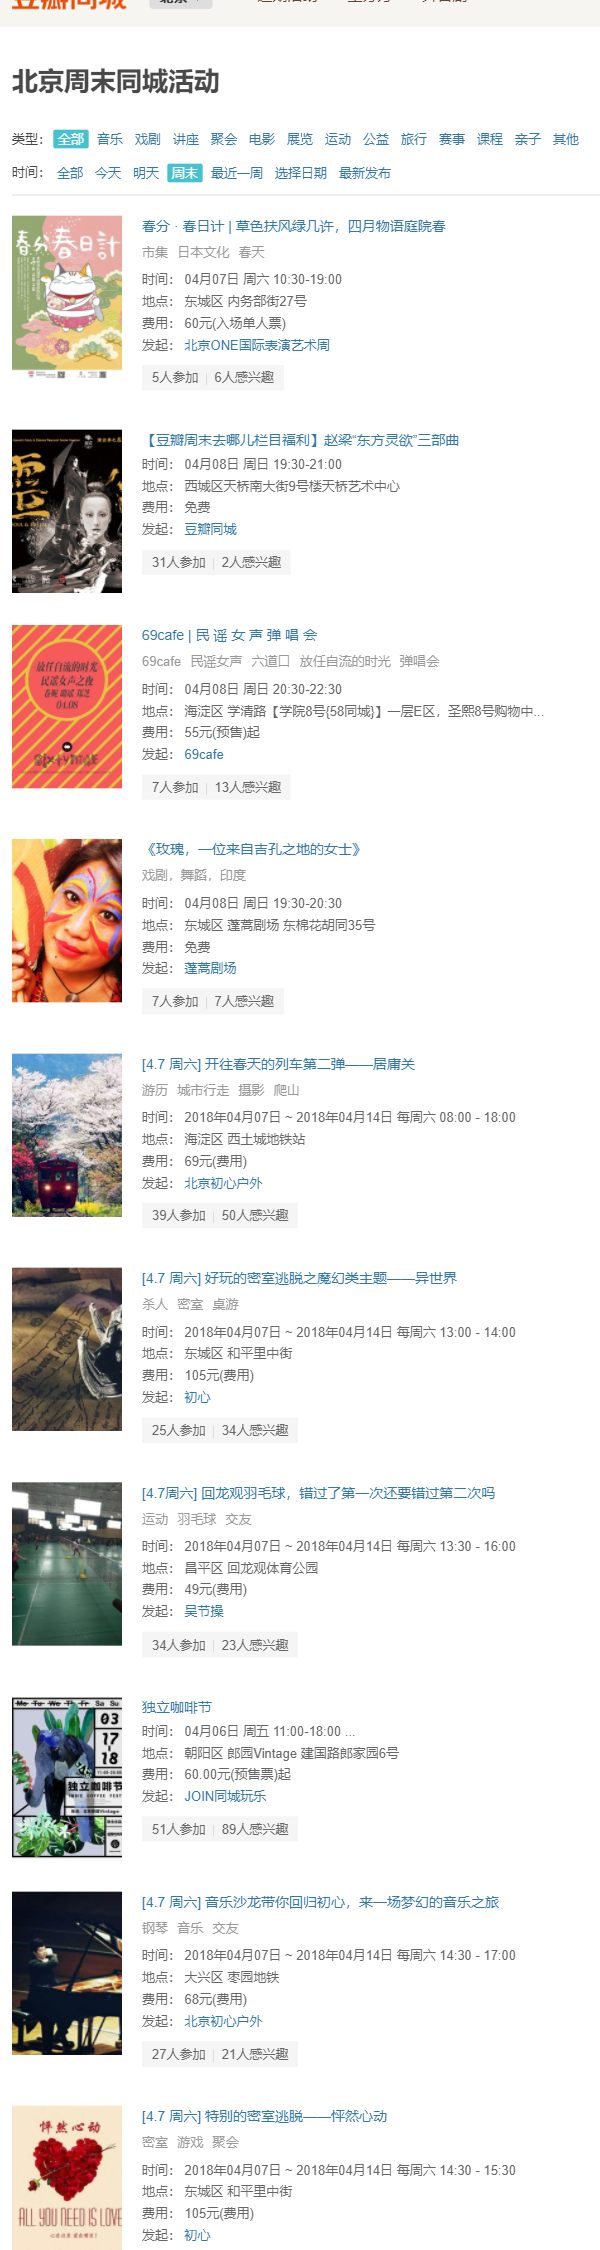 北京周末同城活动
类型： 全部 音乐 戏剧 讲座 聚会 电影 展览 运动 公益 旅行 赛事 课程 亲子 其他
时间： 全部 今天 明天 周末 最近一周 选择日期 最新发布
春分春日計
春分 · 春日计 | 草色扶风绿几许，四月物语庭院春
市集 日本文化 春天
时间： 04月07日 周六 10:30-19:00
地点： 东城区 内务部街27号
费用： 60元(入场单人票)
发起： 北京ONE国际表演艺术周
5人参加 | 6人感兴趣
【豆瓣周末去哪儿栏目福利】赵梁“东方灵欲”三部曲
时间： 04月08日 周日 19:30-21:00
地点： 西城区天桥南大街9号楼天桥艺术中心
费用： 免费
发起： 豆瓣同城
31人参加 | 2人感兴趣
放任自流的时光
民谣女声之夜
04.08
69cafe | 民 谣 女 声 弹 唱 会
69cafe 民谣女声 六道口 放任自流的时光 弹唱会
时间： 04月08日 周日 20:30-22:30
地点： 海淀区 学清路【学院8号{58同城}】一层E区，圣熙8号购物中...
费用： 55元(预售)起
发起： 69cafe
7人参加 | 13人感兴趣
《玫瑰，一位来自吉孔之地的女士》
戏剧，舞蹈，印度
时间： 04月08日 周日 19:30-20:30
地点： 东城区 蓬蒿剧场 东棉花胡同35号
费用： 免费
发起： 蓬蒿剧场
7人参加 | 7人感兴趣
[4.7 周六] 开往春天的列车第二弹——居庸关
游历 城市行走 摄影 爬山
时间： 2018年04月07日 ~ 2018年04月14日 每周六 08:00 - 18:00
地点： 海淀区 西土城地铁站
费用： 69元(费用)
发起： 北京初心户外
39人参加 | 50人感兴趣
[4.7 周六] 好玩的密室逃脱之魔幻类主题——异世界
杀人 密室 桌游
时间： 2018年04月07日 ~ 2018年04月14日 每周六 13:00 - 14:00
地点： 东城区 和平里中街
费用： 105元(费用)
发起： 初心
25人参加 | 34人感兴趣
[4.7周六] 回龙观羽毛球，错过了第一次还要错过第二次吗
运动 羽毛球 交友
时间： 2018年04月07日 ~ 2018年04月14日 每周六 13:30 - 16:00
地点： 昌平区 回龙观体育公园
费用： 49元(费用)
发起： 吴节操
34人参加 | 23人感兴趣
Mo Tu We Th Fr Sa Su
03
17
-18
独立咖啡节
独立咖啡节
时间： 04月06日 周五 11:00-18:00 ...
地点： 朝阳区 郎园Vintage 建国路郎家园6号
费用： 60.00元(预售票)起
发起： JOIN同城玩乐
51人参加 | 89人感兴趣
[4.7 周六] 音乐沙龙带你回归初心，来一场梦幻的音乐之旅
钢琴 音乐 交友
时间： 2018年04月07日 ~ 2018年04月14日 每周六 14:30 - 17:00
地点： 大兴区 枣园地铁
费用： 68元(费用)
发起： 北京初心户外
27人参加 | 21人感兴趣
怦然心动
ALL YOU NEED IS LOVE
[4.7 周六] 特别的密室逃脱——怦然心动
密室 游戏 聚会
时间： 2018年04月07日 ~ 2018年04月14日 每周六 14:30 - 15:30
地点： 东城区 和平里中街
费用： 105元(费用)
发起： 初心